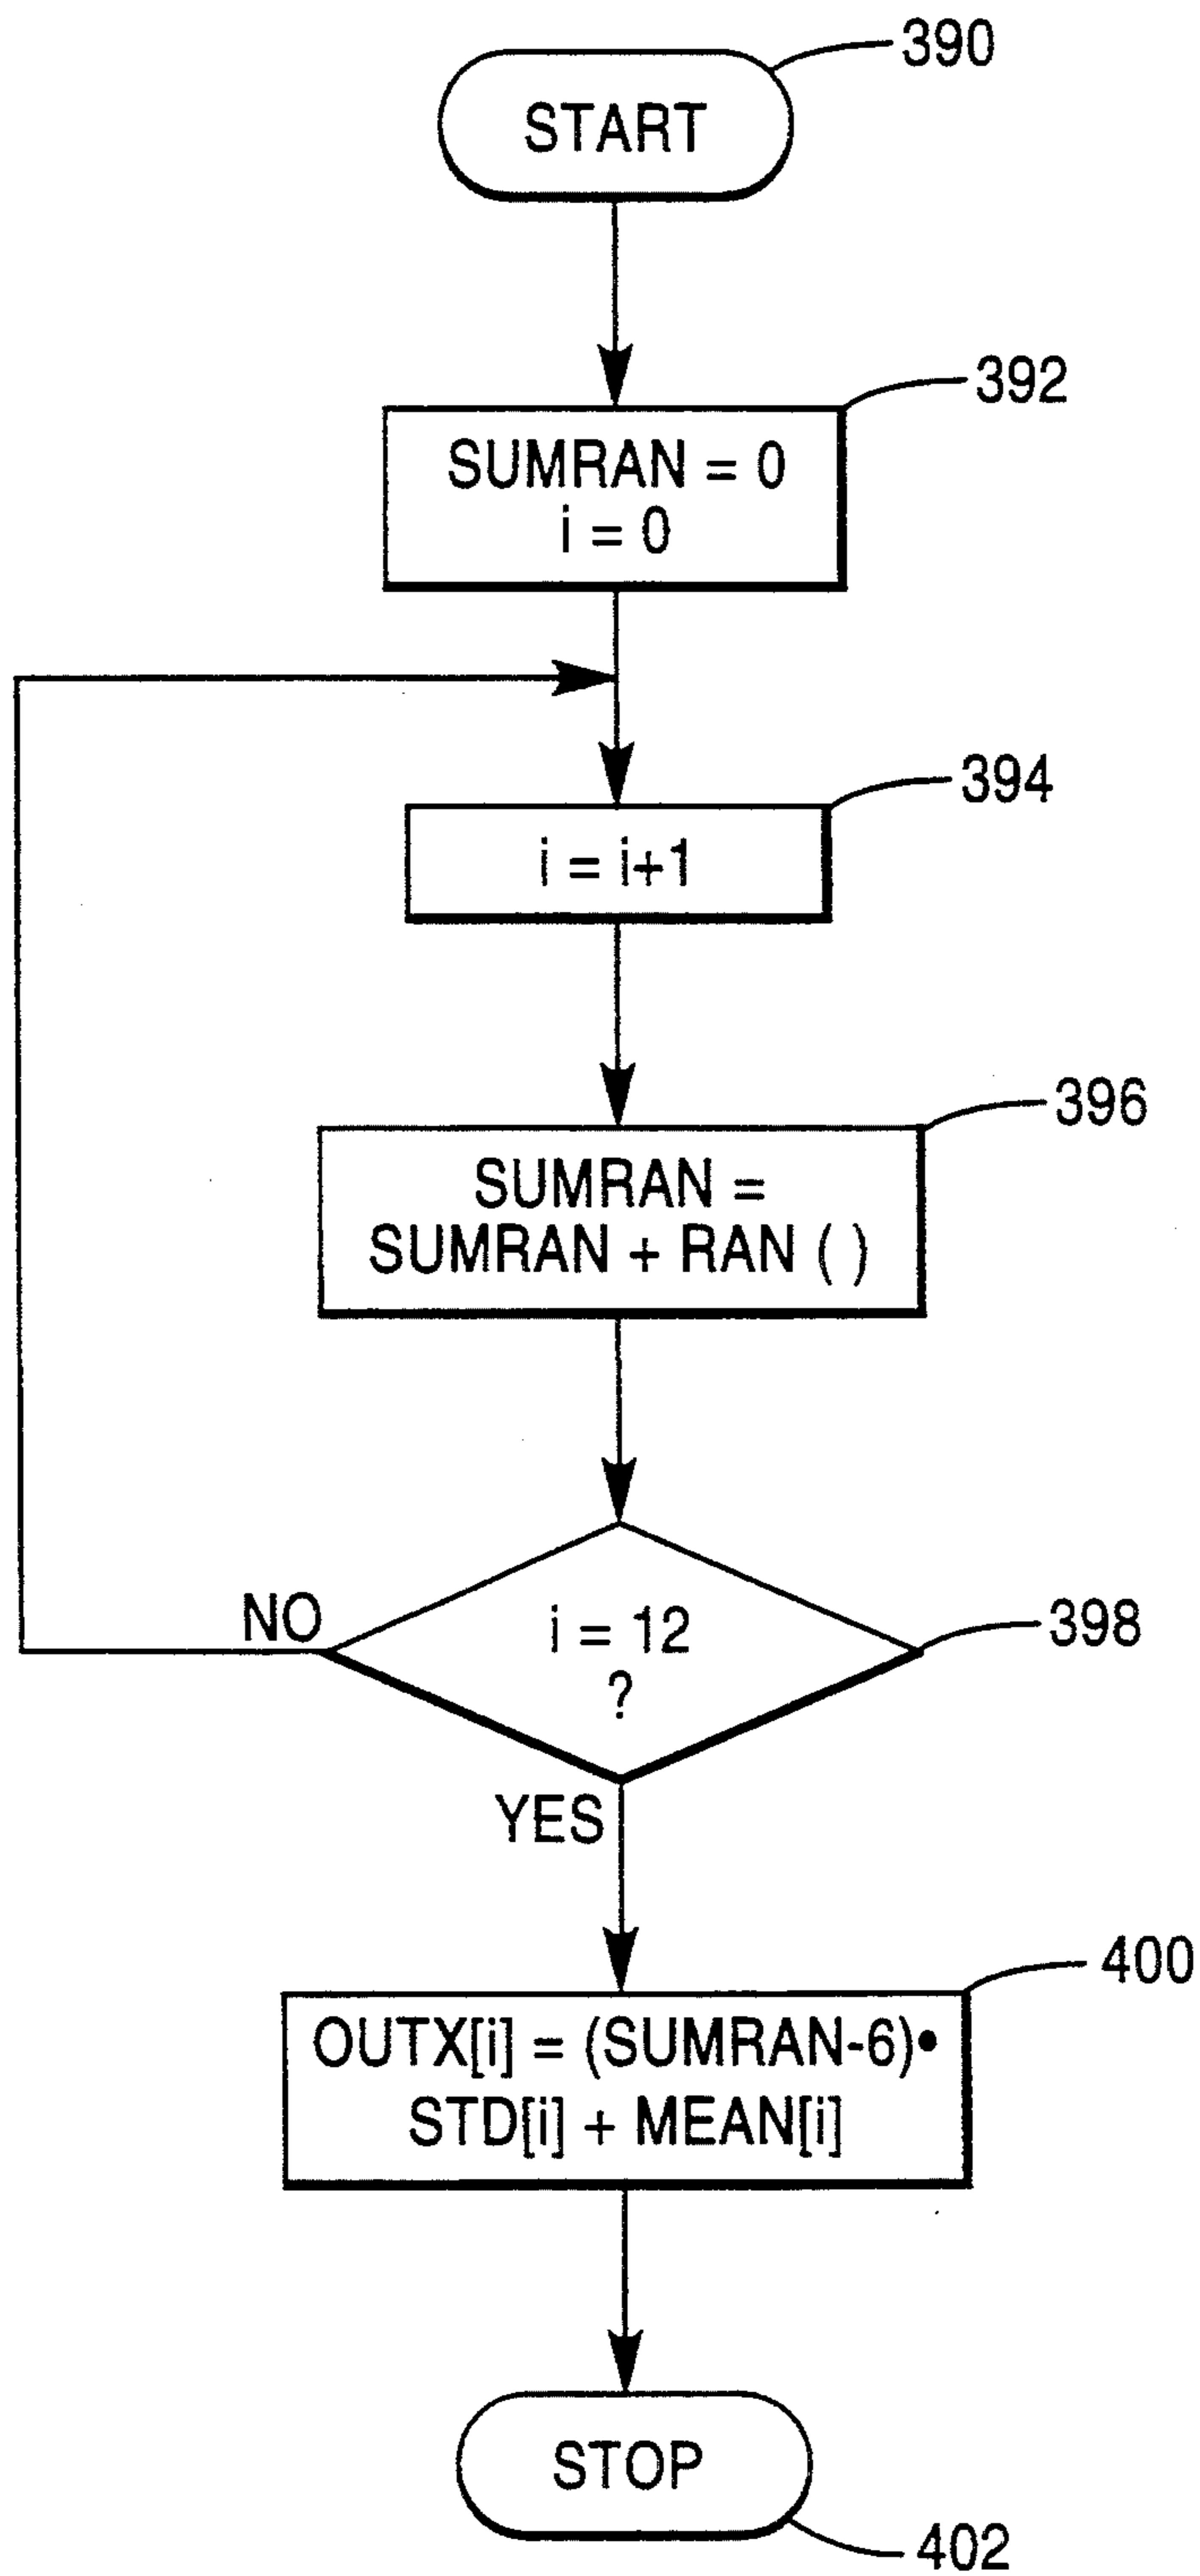 390
START
392
SUMRAN = 0
i = 0
394
i = i+1
396
SUMRAN =
SUMRAN + RAN ( )
NO
i = 12
?
398
YES
400
OUTX[i] = (SUMRAN-6)•
STD[i] + MEAN[i]
STOP
402